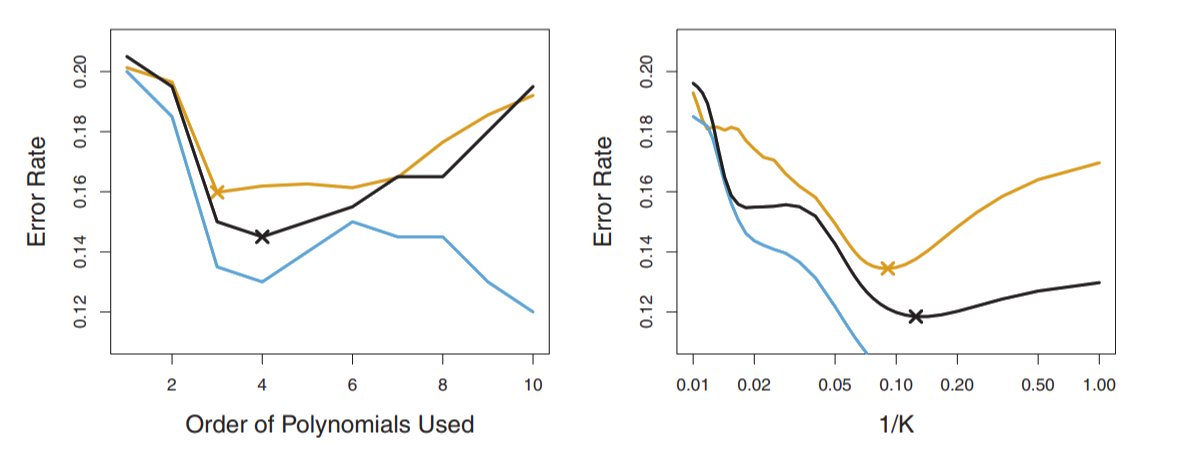 Error Rate
0.20
0.18
0.16
0.14
0.12
2 4 6 8 10
Order of Polynomials Used
Error Rate
0.20
0.18
0.16
0.14
0.12
0.01 0.02 0.05 0.10 0.20 0.50 1.00
1/K